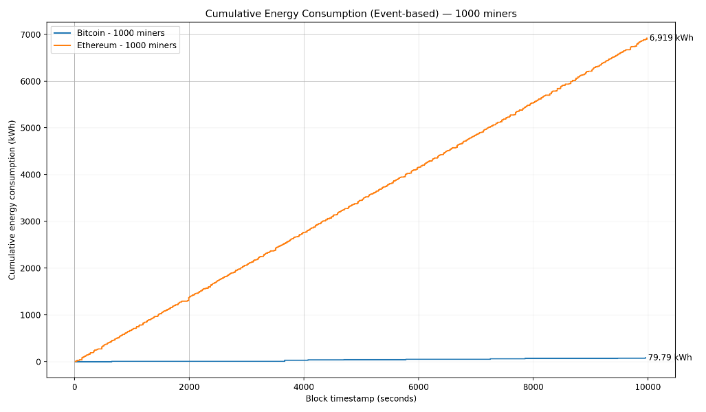 Cumulative Energy Consumption (Event-based) — 1000 miners
Bitcoin - 1000 miners
Ethereum - 1000 miners
6,919 kWh
79.79 kWh
Cumulative energy consumption (kWh)
7000
6000
5000
4000
3000
2000
1000
0
0
2000
4000
6000
8000
10000
Block timestamp (seconds)